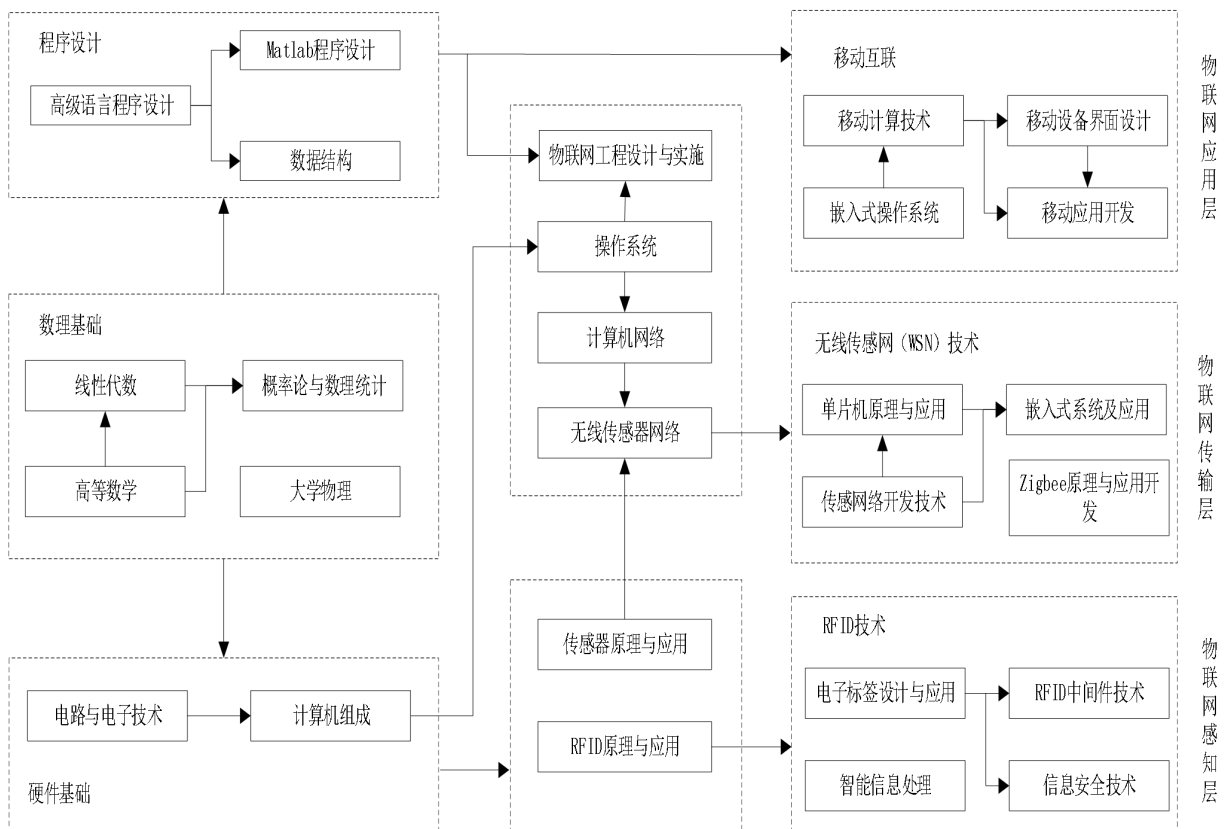 程序设计
Matlab程序设计
高级语言程序设计
数据结构
数理基础
线性代数
概率论与数理统计
高等数学
大学物理
电路与电子技术
计算机组成
硬件基础
物联网工程设计与实施
操作系统
计算机网络
无线传感器网络
传感器原理与应用
RFID原理与应用
移动互联
移动计算技术
移动设备界面设计
嵌入式操作系统
移动应用开发
物联网应用层
无线传感网（WSN）技术
单片机原理与应用
嵌入式系统及应用
传感网络开发技术
Zigbee原理与应用开
发
物联网传输层
RFID技术
电子标签设计与应用
RFID中间件技术
智能信息处理
信息安全技术
物联网感知层